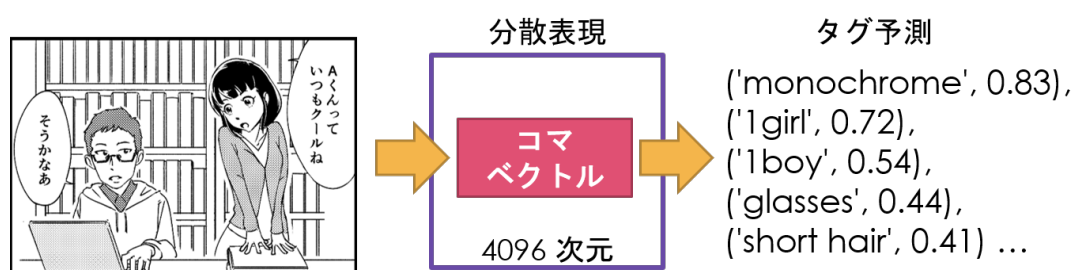 Aくんって
いつもクールね
そうかなあ
分散表現
コマ
ベクトル
4096 次元
タグ予測
('monochrome', 0.83),
('1girl', 0.72),
('1boy', 0.54),
('glasses', 0.44),
('short hair', 0.41) …